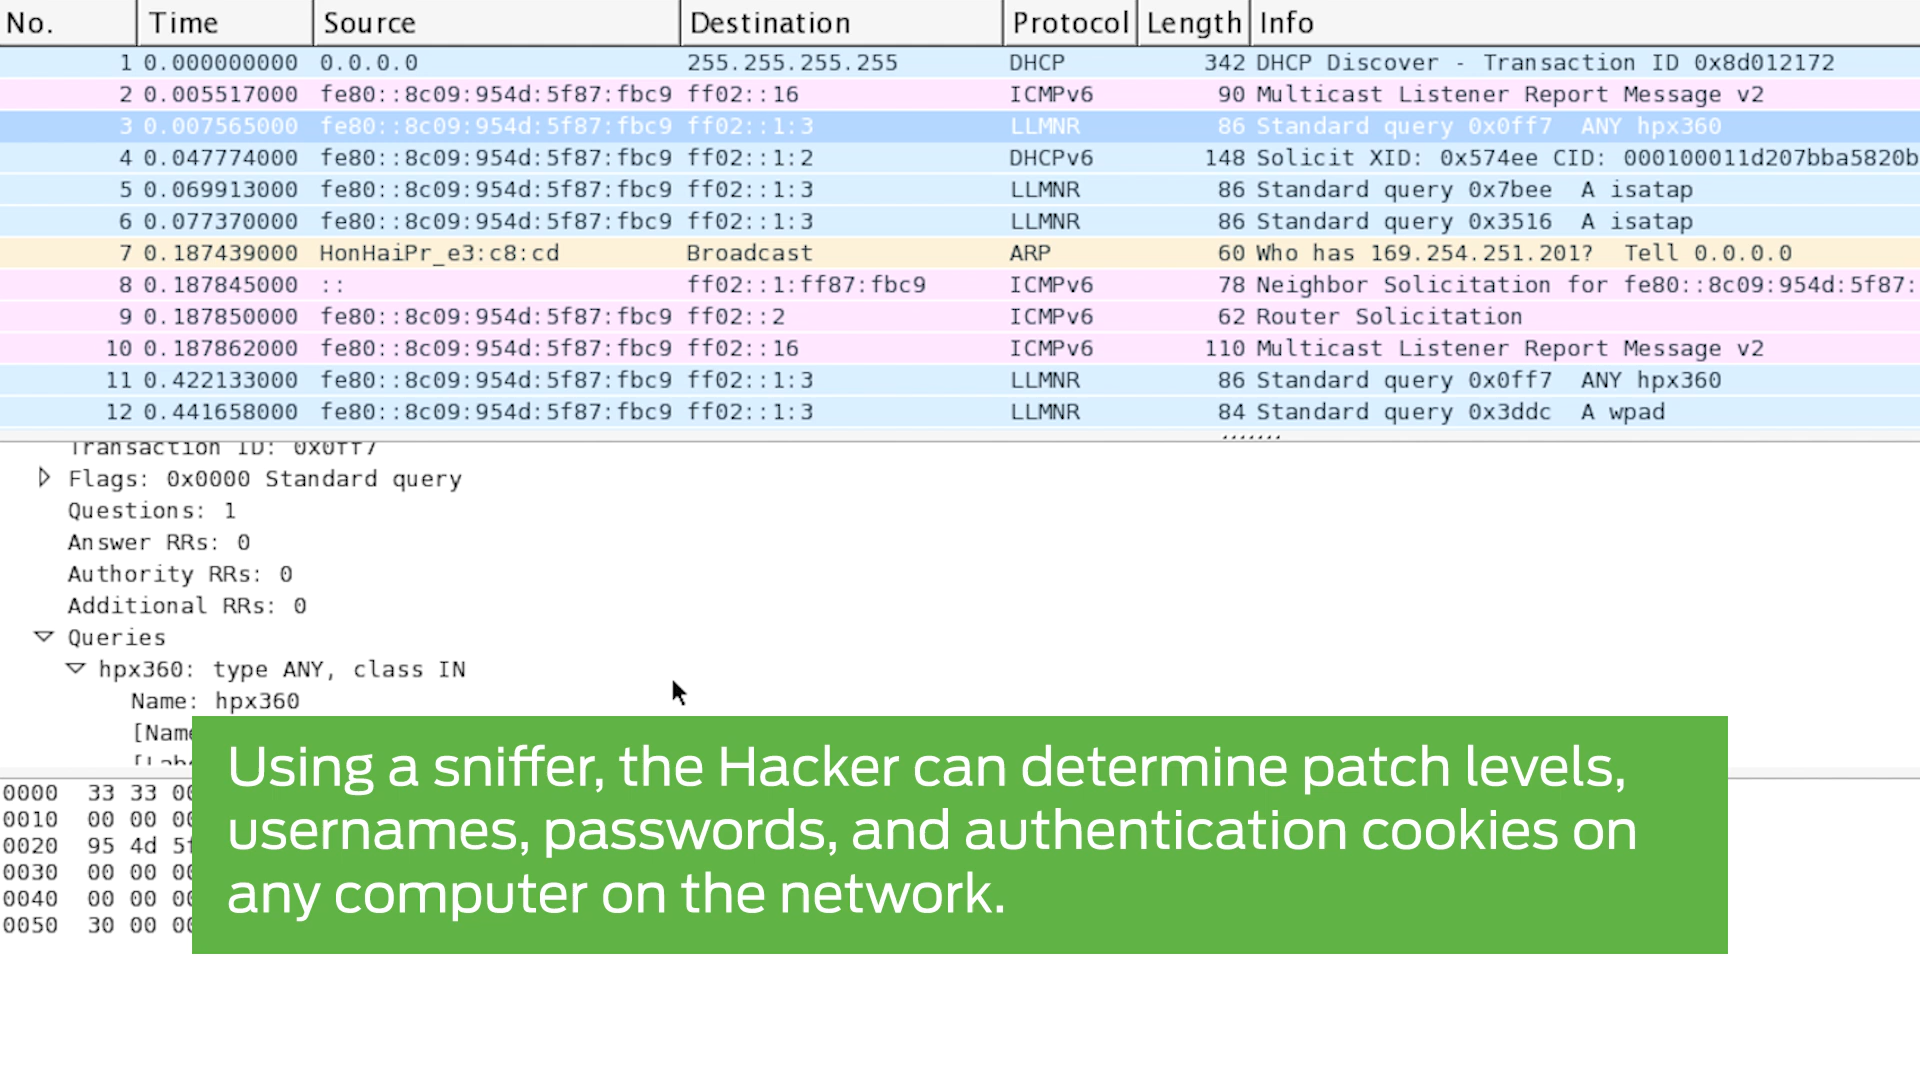 No. Time Source Destination Protocol Length Info
1 0.000000000 0.0.0.0 255.255.255.255 DHCP 342 DHCP Discover - Transaction ID 0x8d012172
2 0.005517000 fe80::8c09:954d:5f87:fbc9 ff02::16 ICMPv6 90 Multicast Listener Report Message v2
3 0.007565000 fe80::8c09:954d:5f87:fbc9 ff02::1:3 LLMNR 86 Standard query 0x0ff7 ANY hpx360
4 0.047774000 fe80::8c09:954d:5f87:fbc9 ff02::1:2 DHCPv6 148 Solicit XID: 0x574ee CID: 000100011d207bba5820b
5 0.069913000 fe80::8c09:954d:5f87:fbc9 ff02::1:3 LLMNR 86 Standard query 0x7bee A isatap
6 0.077370000 fe80::8c09:954d:5f87:fbc9 ff02::1:3 LLMNR 86 Standard query 0x3516 A isatap
7 0.187439000 HonHaiPr_e3:c8:cd Broadcast ARP 60 Who has 169.254.251.201? Tell 0.0.0.0
8 0.187845000 :: ff02::1:ff87:fbc9 ICMPv6 78 Neighbor Solicitation for fe80::8c09:954d:5f87:
9 0.187850000 fe80::8c09:954d:5f87:fbc9 ff02::2 ICMPv6 62 Router Solicitation
10 0.187862000 fe80::8c09:954d:5f87:fbc9 ff02::16 ICMPv6 110 Multicast Listener Report Message v2
11 0.422133000 fe80::8c09:954d:5f87:fbc9 ff02::1:3 LLMNR 86 Standard query 0x0ff7 ANY hpx360
12 0.441658000 fe80::8c09:954d:5f87:fbc9 ff02::1:3 LLMNR 84 Standard query 0x3ddc A wpad
Transaction ID: 0x0ff7
Flags: 0x0000 Standard query
Questions: 1
Answer RRs: 0
Authority RRs: 0
Additional RRs: 0
Queries
hpx360: type ANY, class IN
Name: hpx360
[Name
0000 33 33 00
0010 00 00 00
0020 95 4d 5f
0030 00 00 00
0040 00 00 00
0050 30 00 00
Using a sniffer, the Hacker can determine patch levels,
usernames, passwords, and authentication cookies on
any computer on the network.